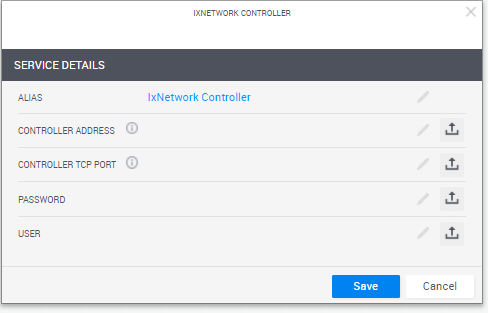 IXNETWORK CONTROLLER
SERVICE DETAILS
ALIAS IxNetwork Controller
CONTROLLER ADDRESS
CONTROLLER TCP PORT
PASSWORD
USER
Save Cancel